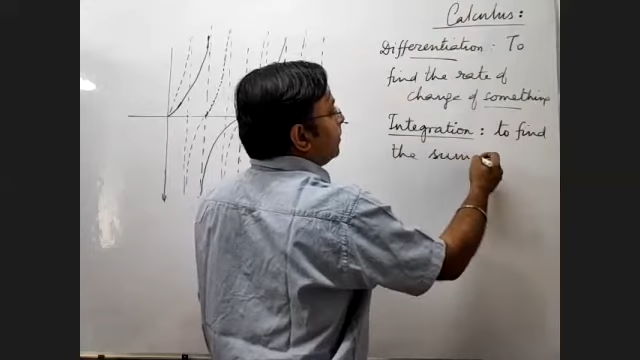 Calculus:
Differentiation: To
find the rate of
change of something
Integration: to find
the sum